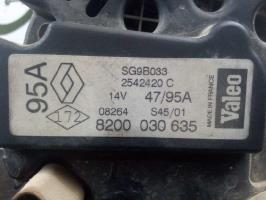 95A
172
SG9B033
2542420 C
14V 47/95A
08264 S45/01
8200 030 635
MADE IN FRANCE
Valeo